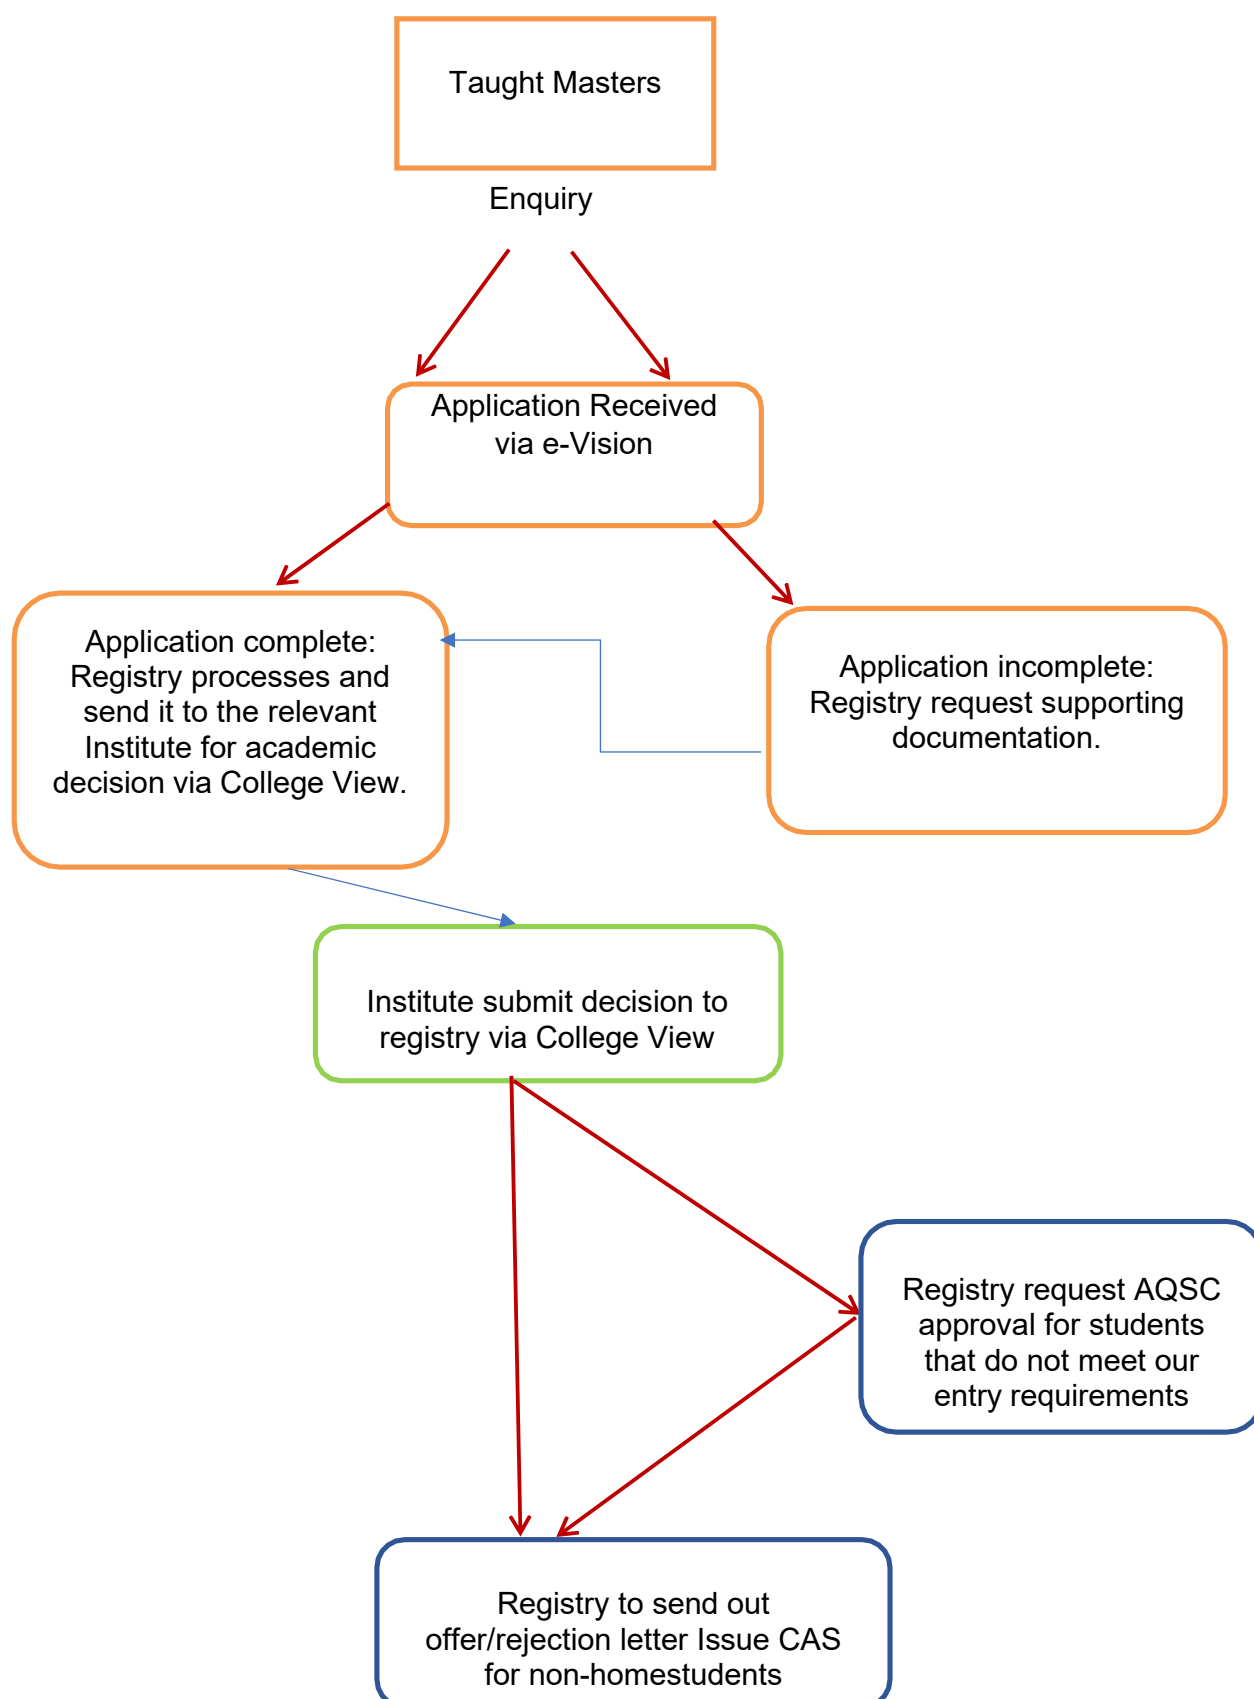 Taught Masters
Enquiry
Application Received
via e-Vision
Application complete:
Registry processes and
send it to the relevant
Institute for academic
decision via College View.
Application incomplete:
Registry request supporting
documentation.
Institute submit decision to
registry via College View
Registry request AQSC
approval for students
that do not meet our
entry requirements
Registry to send out
offer/rejection letter Issue CAS
for non-homestudents